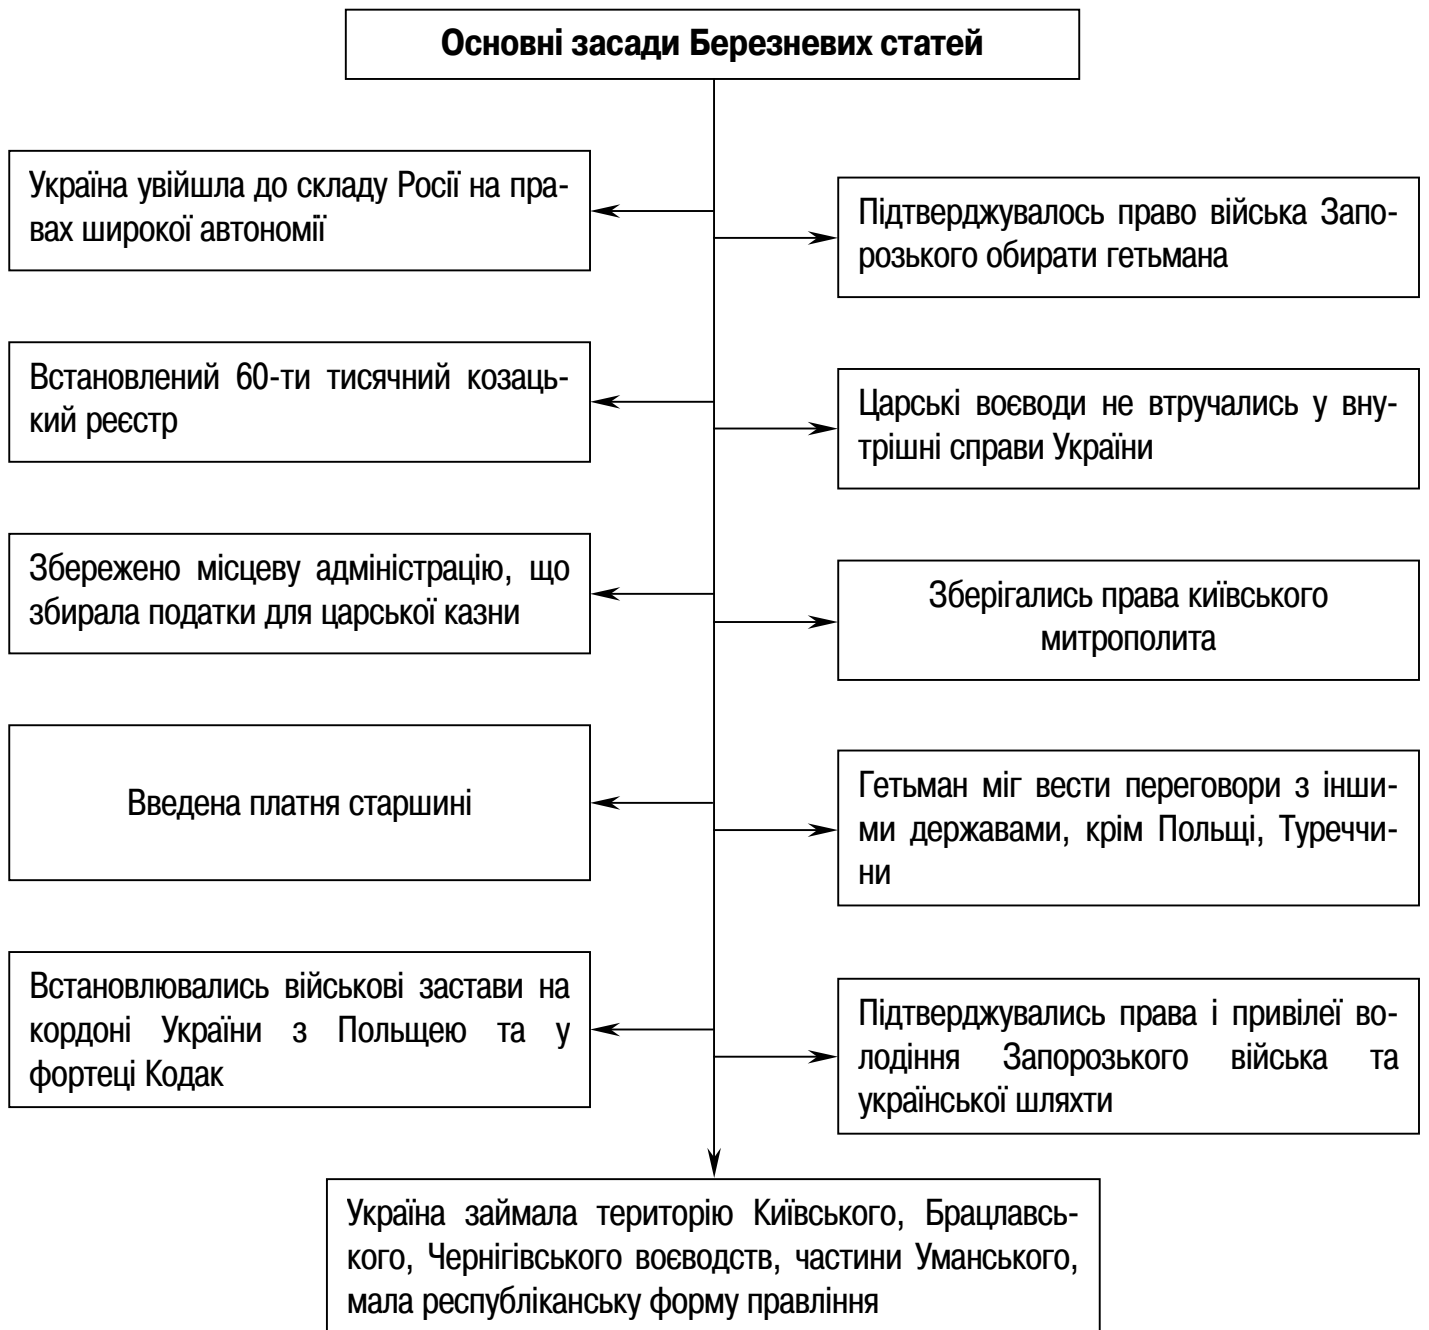 Основні засади Березневих статей
Україна увійшла до складу Росії на пра-
вах широкої автономії
Підтверджувалось право війська Запо-
розького обирати гетьмана
Встановлений 60-ти тисячний козаць-
кий реєстр
Царські воєводи не втручались у вну-
трішні справи України
Збережено місцеву адміністрацію, що
збирала податки для царської казни
Зберігались права київського
митрополита
Введена платня старшині
Гетьман міг вести переговори з інши-
ми державами, крім Польщі, Туреччи-
ни
Встановлювались військові застави на
кордоні України з Польщею та у
фортеці Кодак
Підтверджувались права і привілеї во-
лодіння Запорозького війська та
української шляхти
Україна займала територію Київського, Брацлавсь-
кого, Чернігівського воєводств, частини Уманського,
мала республіканську форму правління